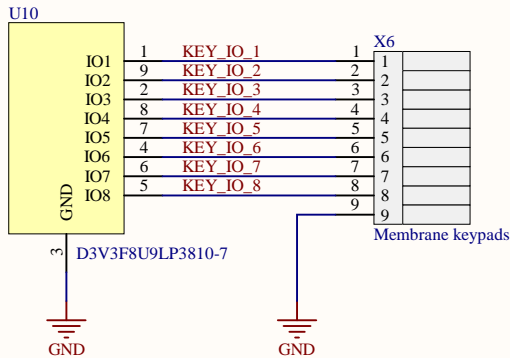 U10
X6
IO1 1 KEY_IO_1 1 1
IO2 9 KEY_IO_2 2 2
IO3 2 KEY_IO_3 3 3
IO4 8 KEY_IO_4 4 4
IO5 7 KEY_IO_5 5 5
IO6 4 KEY_IO_6 6 6
IO7 6 KEY_IO_7 7 7
IO8 5 KEY_IO_8 8 8
9 9
GND
Membrane keypads
3
D3V3F8U9LP3810-7
GND
GND